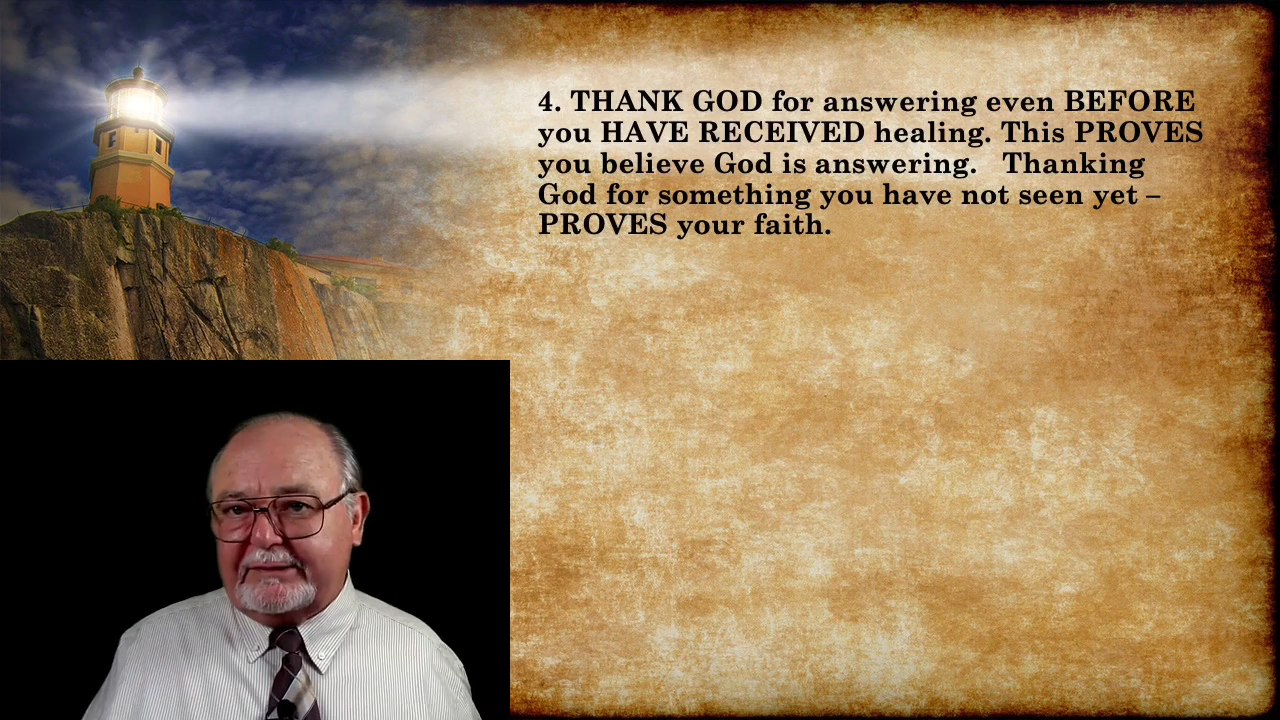 4. THANK GOD for answering even BEFORE
you HAVE RECEIVED healing. This PROVES
you believe God is answering.   Thanking
God for something you have not seen yet –
PROVES your faith.